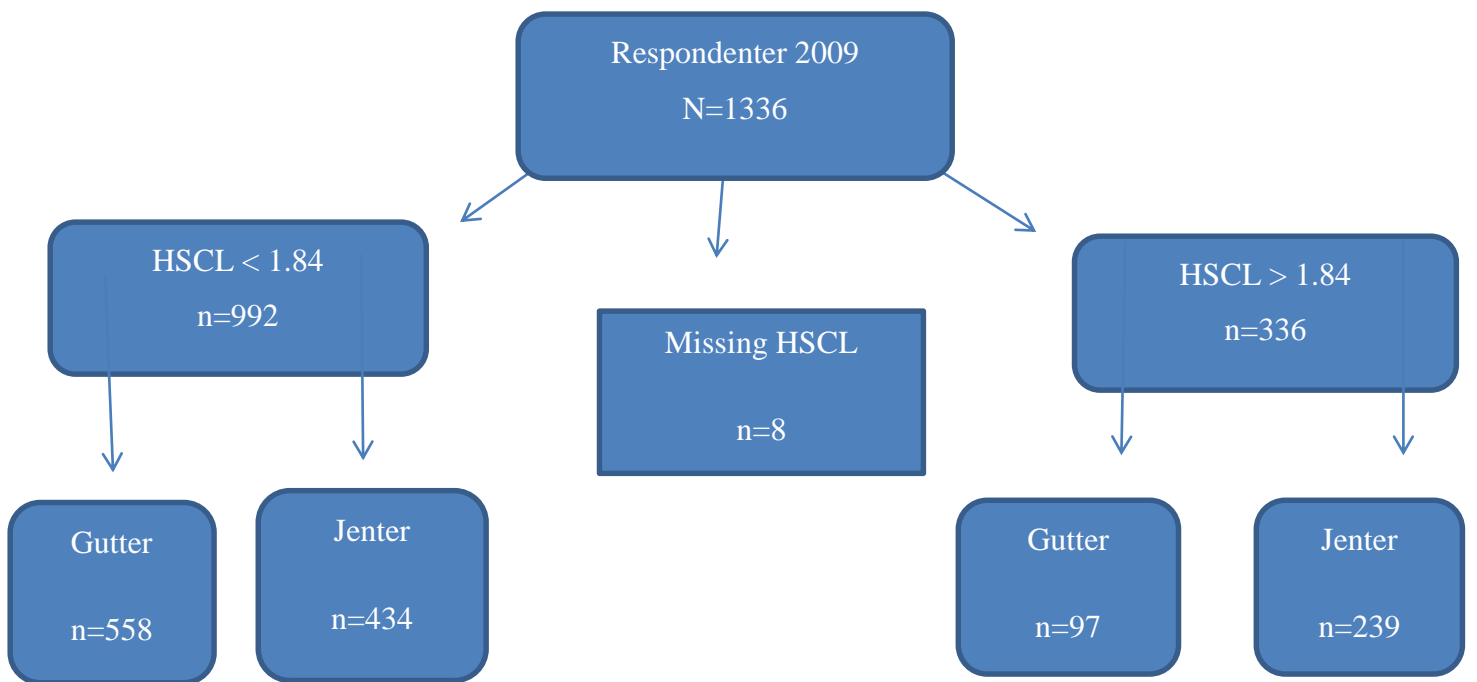 Respondenter 2009
N=1336
HSCL < 1.84
n=992
Missing HSCL
n=8
HSCL > 1.84
n=336
Gutter
n=558
Jenter
n=434
Gutter
n=97
Jenter
n=239